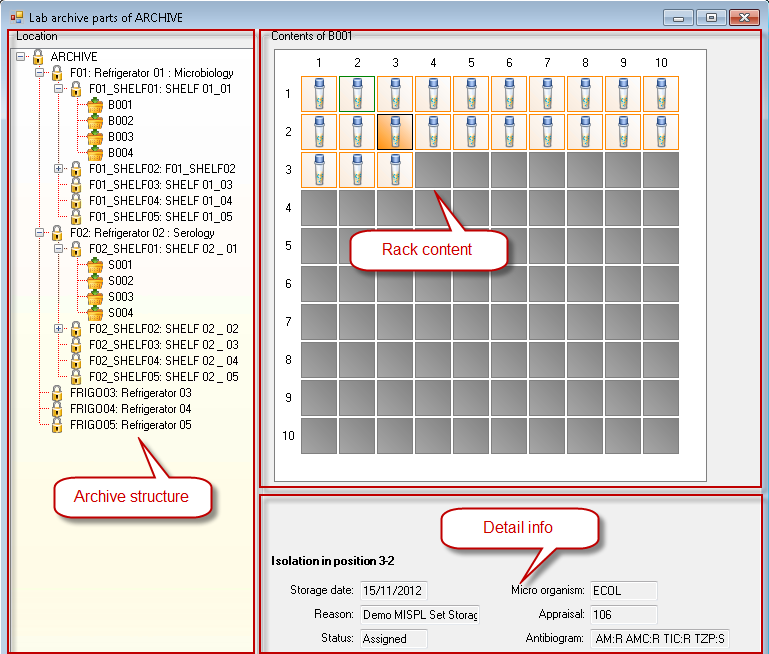 Lab archive parts of ARCHIVE
Location
ARCHIVE
F01: Refrigerator 01 : Microbiology
F01_SHELF01: SHELF 01_01
B001
B002
B003
B004
F01_SHELF02: F01_SHELF02
F01_SHELF03: SHELF 01_03
F01_SHELF04: SHELF 01_04
F01_SHELF05: SHELF 01_05
F02: Refrigerator 02 : Serology
F02_SHELF01: SHELF 02 _ 01
S001
S002
S003
S004
F02_SHELF02: SHELF 02 _ 02
F02_SHELF03: SHELF 02 _ 03
F02_SHELF04: SHELF 02 _ 04
F02_SHELF05: SHELF 02 _ 05
FRIGO03: Refrigerator 03
FRIGO04: Refrigerator 04
FRIGO05: Refrigerator 05
Archive structure
Contents of B001
1 2 3 4 5 6 7 8 9 10
1
2
3
4
5
6
7
8
9
10
Rack content
Detail info
Isolation in position 3-2
Storage date: 15/11/2012 Micro organism: ECOL
Reason: Demo MISPL Set Storag Appraisal: 106
Status: Assigned Antibiogram: AM:R AMC:R TIC:R TZP:S